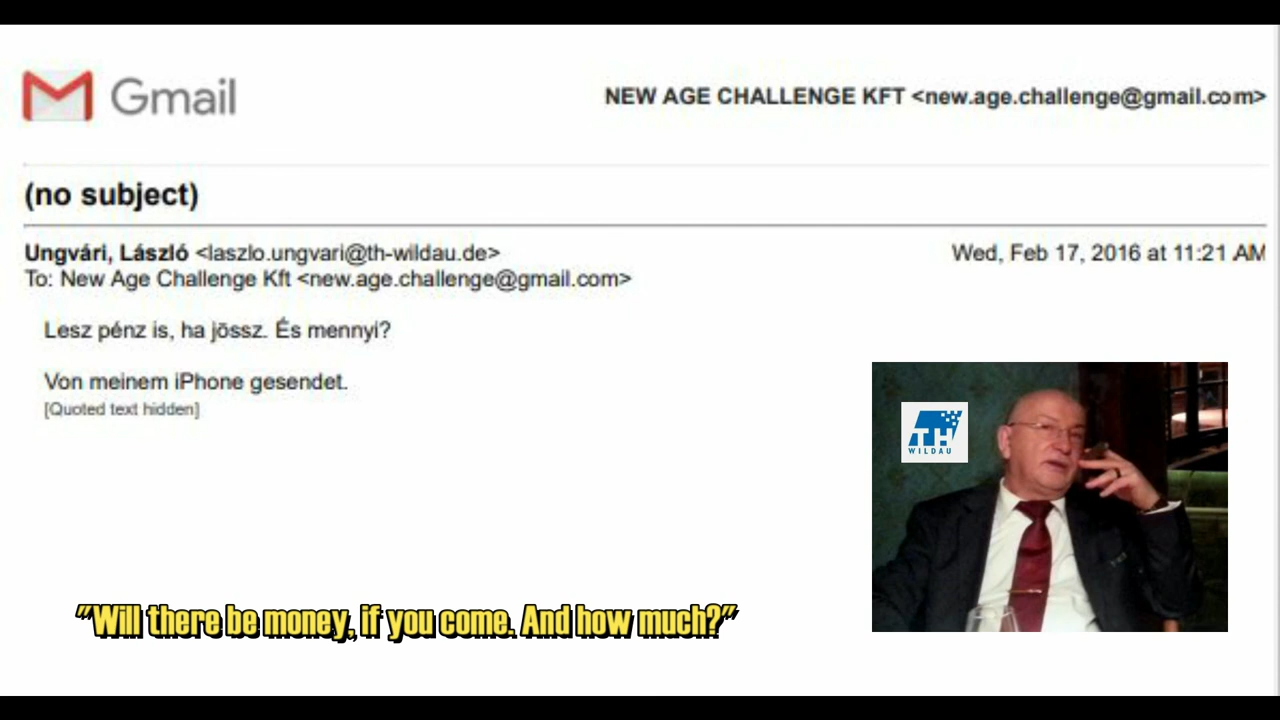 Gmail
NEW AGE CHALLENGE KFT <new.age.challenge@gmail.com>
(no subject)
Ungvári, László <laszlo.ungvari@th-wildau.de>
Wed, Feb 17, 2016 at 11:21 AM
To: New Age Challenge Kft <new.age.challenge@gmail.com>
Lesz pénz is, ha jössz. És mennyi?
Von meinem iPhone gesendet.
[Quoted text hidden]
TH
WILDAU
"Will there be money, if you come. And how much?"